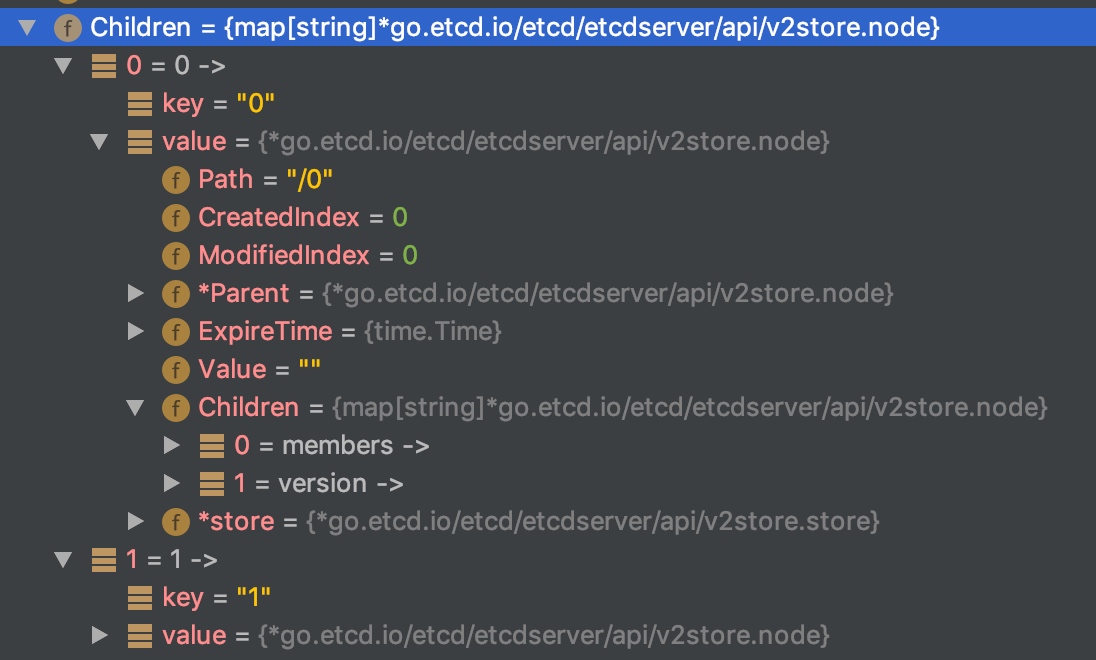 f Children = {map[string]*go.etcd.io/etcd/etcdserver/api/v2store.node}
0 = 0 ->
key = "0"
value = {*go.etcd.io/etcd/etcdserver/api/v2store.node}
f Path = "/0"
f CreatedIndex = 0
f ModifiedIndex = 0
f *Parent = {*go.etcd.io/etcd/etcdserver/api/v2store.node}
f ExpireTime = {time.Time}
f Value = ""
f Children = {map[string]*go.etcd.io/etcd/etcdserver/api/v2store.node}
0 = members ->
1 = version ->
f *store = {*go.etcd.io/etcd/etcdserver/api/v2store.store}
1 = 1 ->
key = "1"
value = {*go.etcd.io/etcd/etcdserver/api/v2store.node}